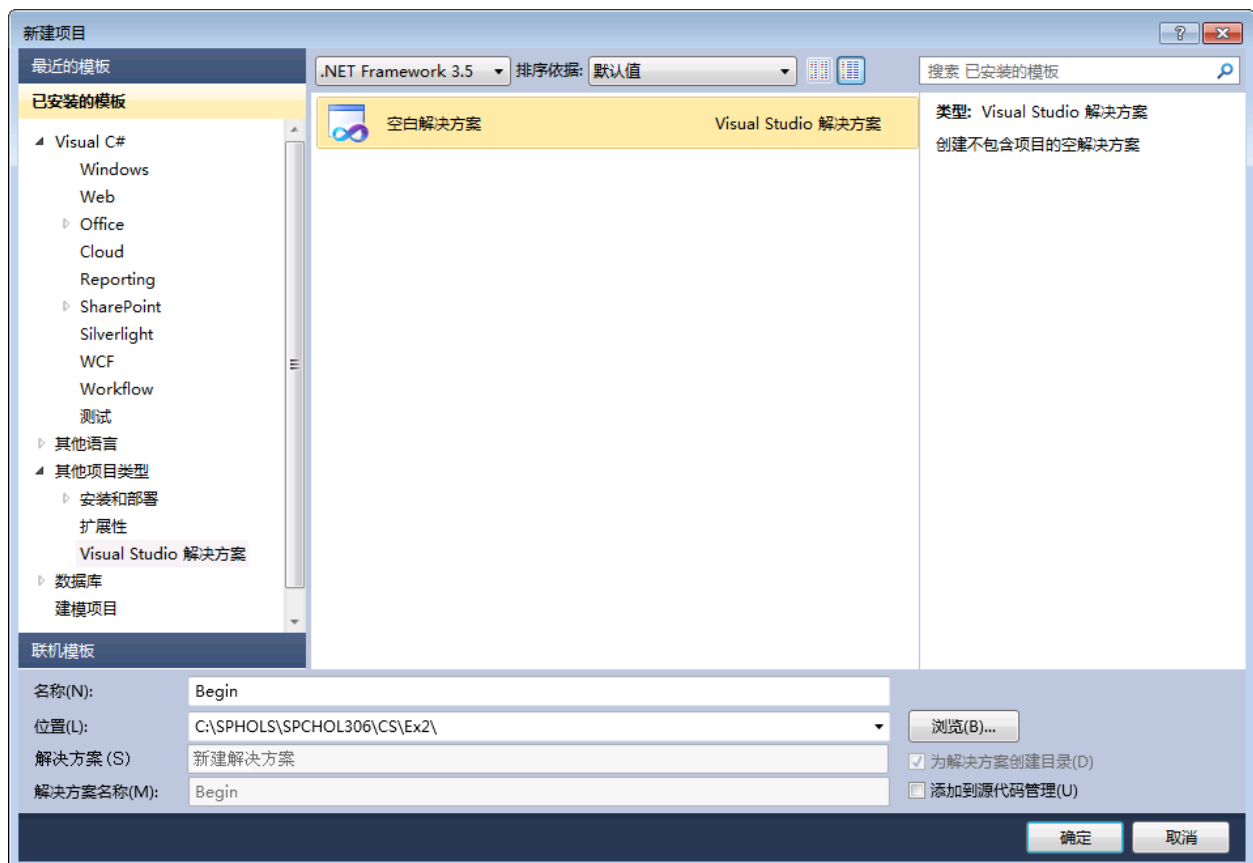 新建项目
最近的模板
.NET Framework 3.5
排序依据:
默认值
搜索 已安装的模板
已安装的模板
Visual C#
Windows
Web
Office
Cloud
Reporting
SharePoint
Silverlight
WCF
Workflow
测试
其他语言
其他项目类型
安装和部署
扩展性
Visual Studio 解决方案
数据库
建模项目
联机模板
空白解决方案
Visual Studio 解决方案
类型: Visual Studio 解决方案
创建不包含项目的空解决方案
名称(N):
Begin
位置(L):
C:\SPHOLS\SPCHOL306\CS\Ex2\
浏览(B)...
解决方案(S)
新建解决方案
为解决方案创建目录(D)
解决方案名称(M):
Begin
添加到源代码管理(U)
确定
取消